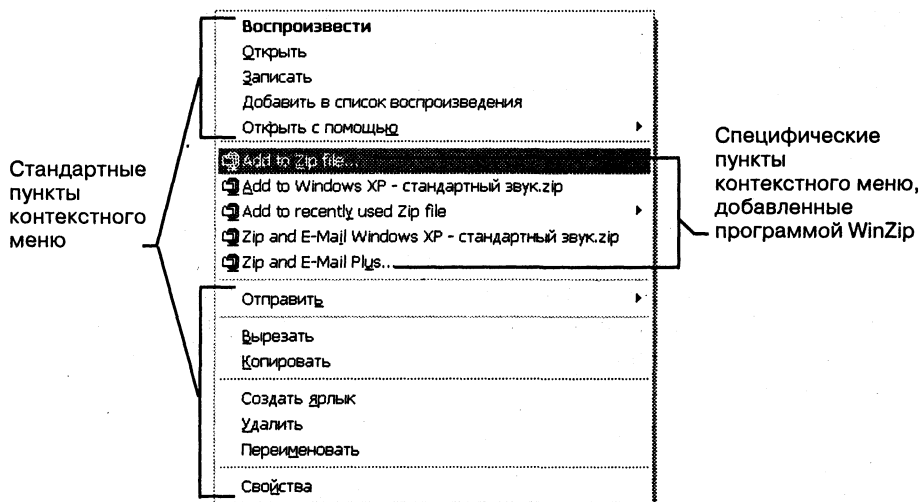 Воспроизвести
Открыть
Записать
Добавить в список воспроизведения
Открыть с помощью
Add to Zip file...
Add to Windows XP - стандартный звук.zip
Add to recently used Zip file
Zip and E-Mail Windows XP - стандартный звук.zip
Zip and E-Mail Plus...
Отправить
Вырезать
Копировать
Создать ярлык
Удалить
Переименовать
Свойства
Стандартные
пункты
контекстного
меню
Специфические
пункты
контекстного меню,
добавленные
программой WinZip